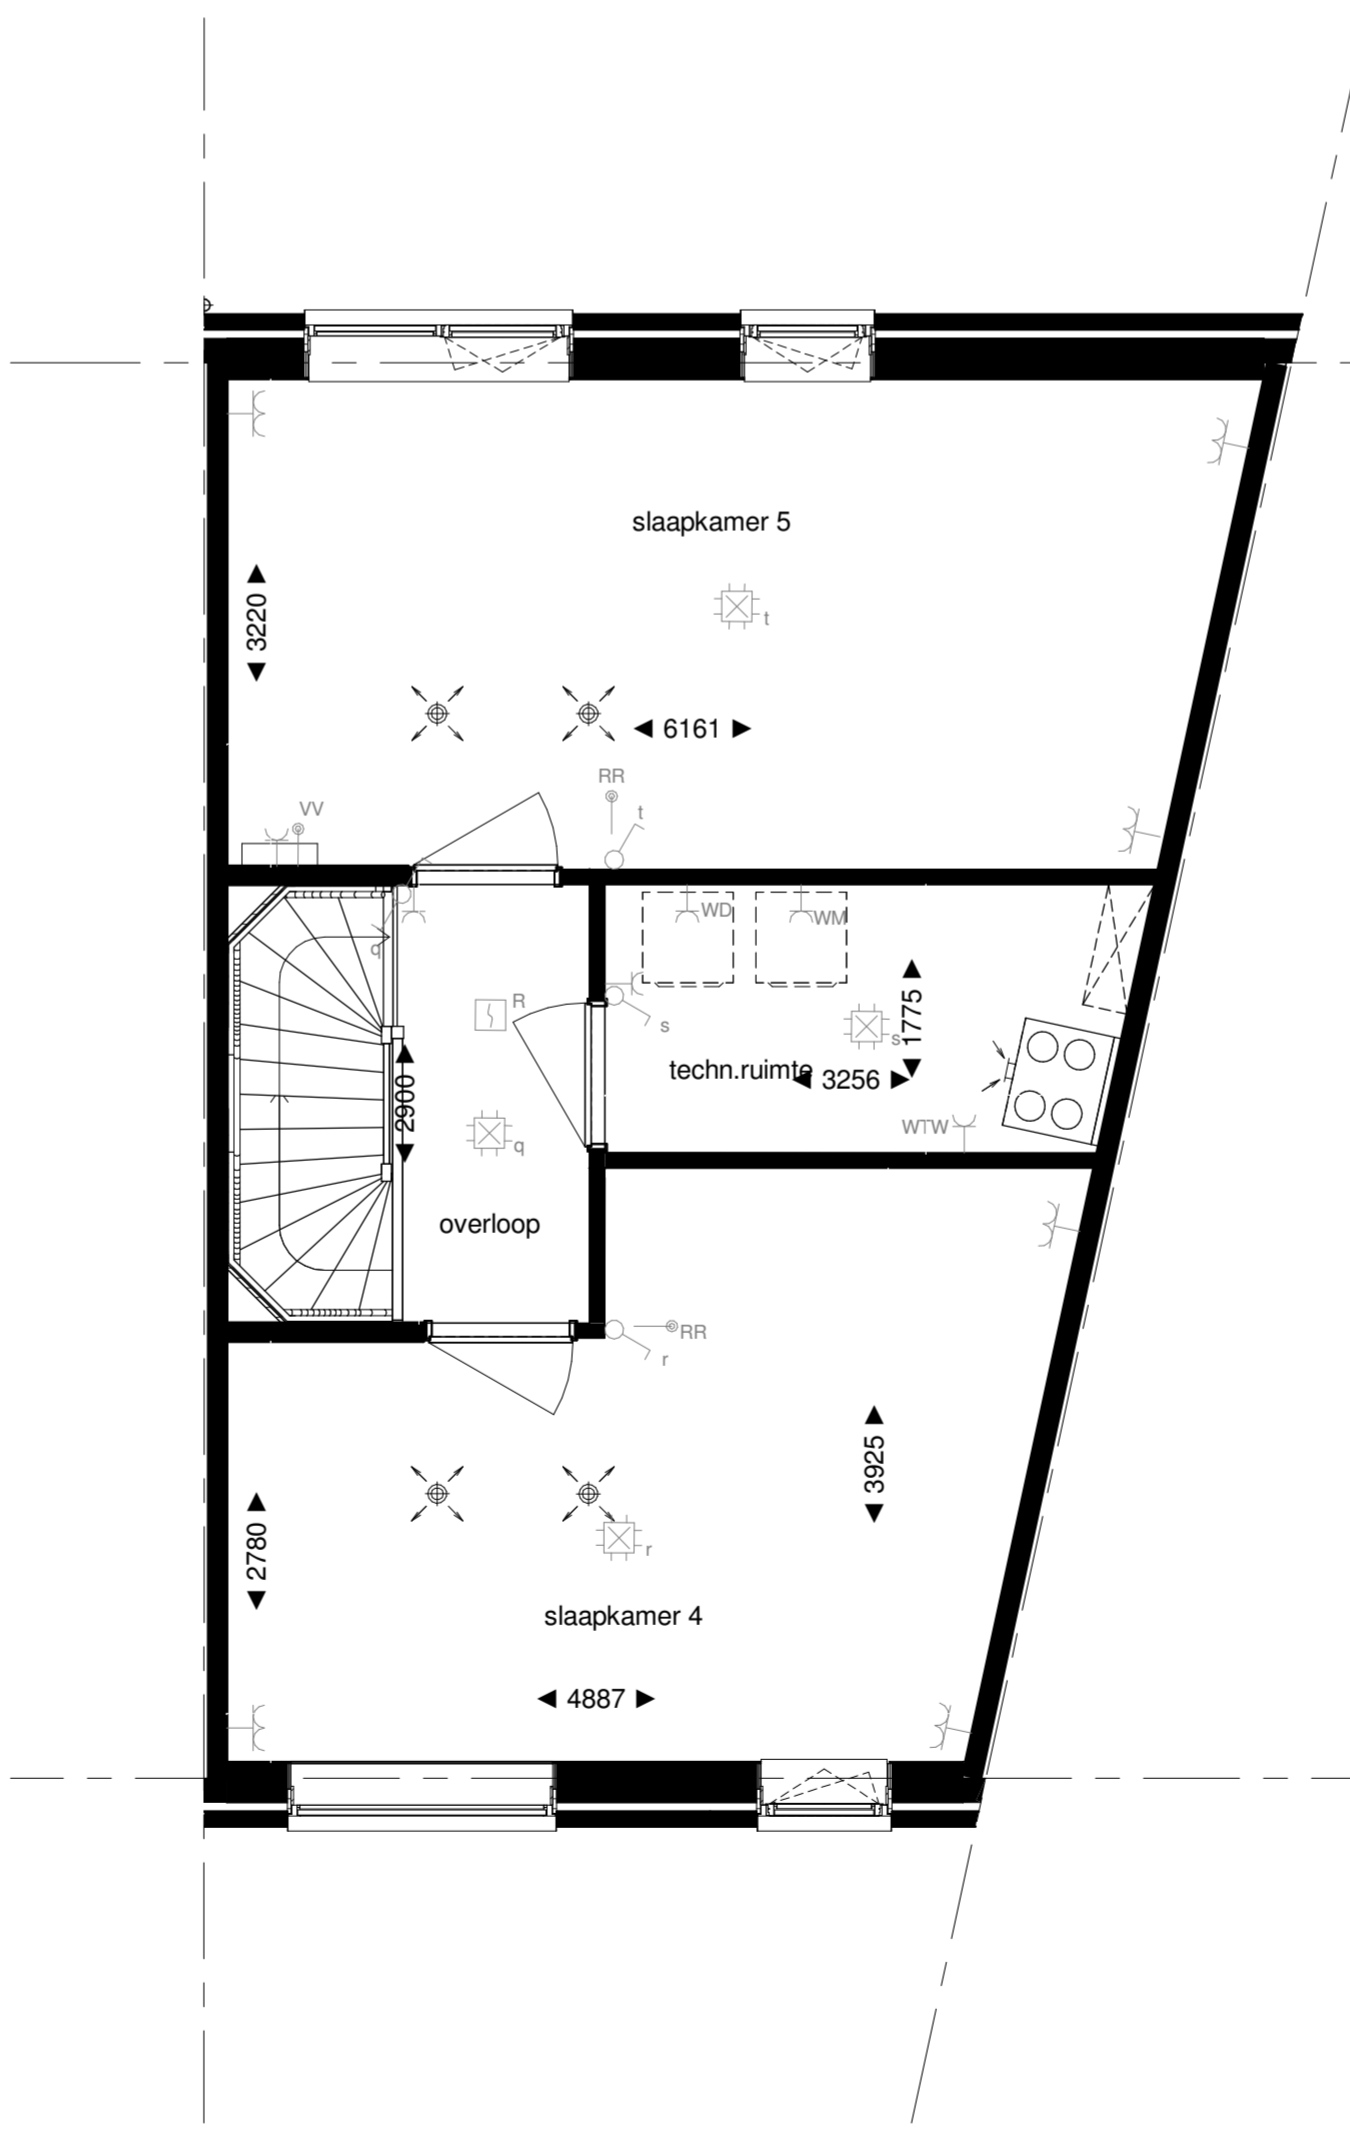 slaapkamer 5
t
3220
6161
RR
t
VV
WD
WM
q
R
s
s
1775
techn.ruimte
3256
2900
WTW
q
overloop
RR
r
3925
2780
r
slaapkamer 4
4887